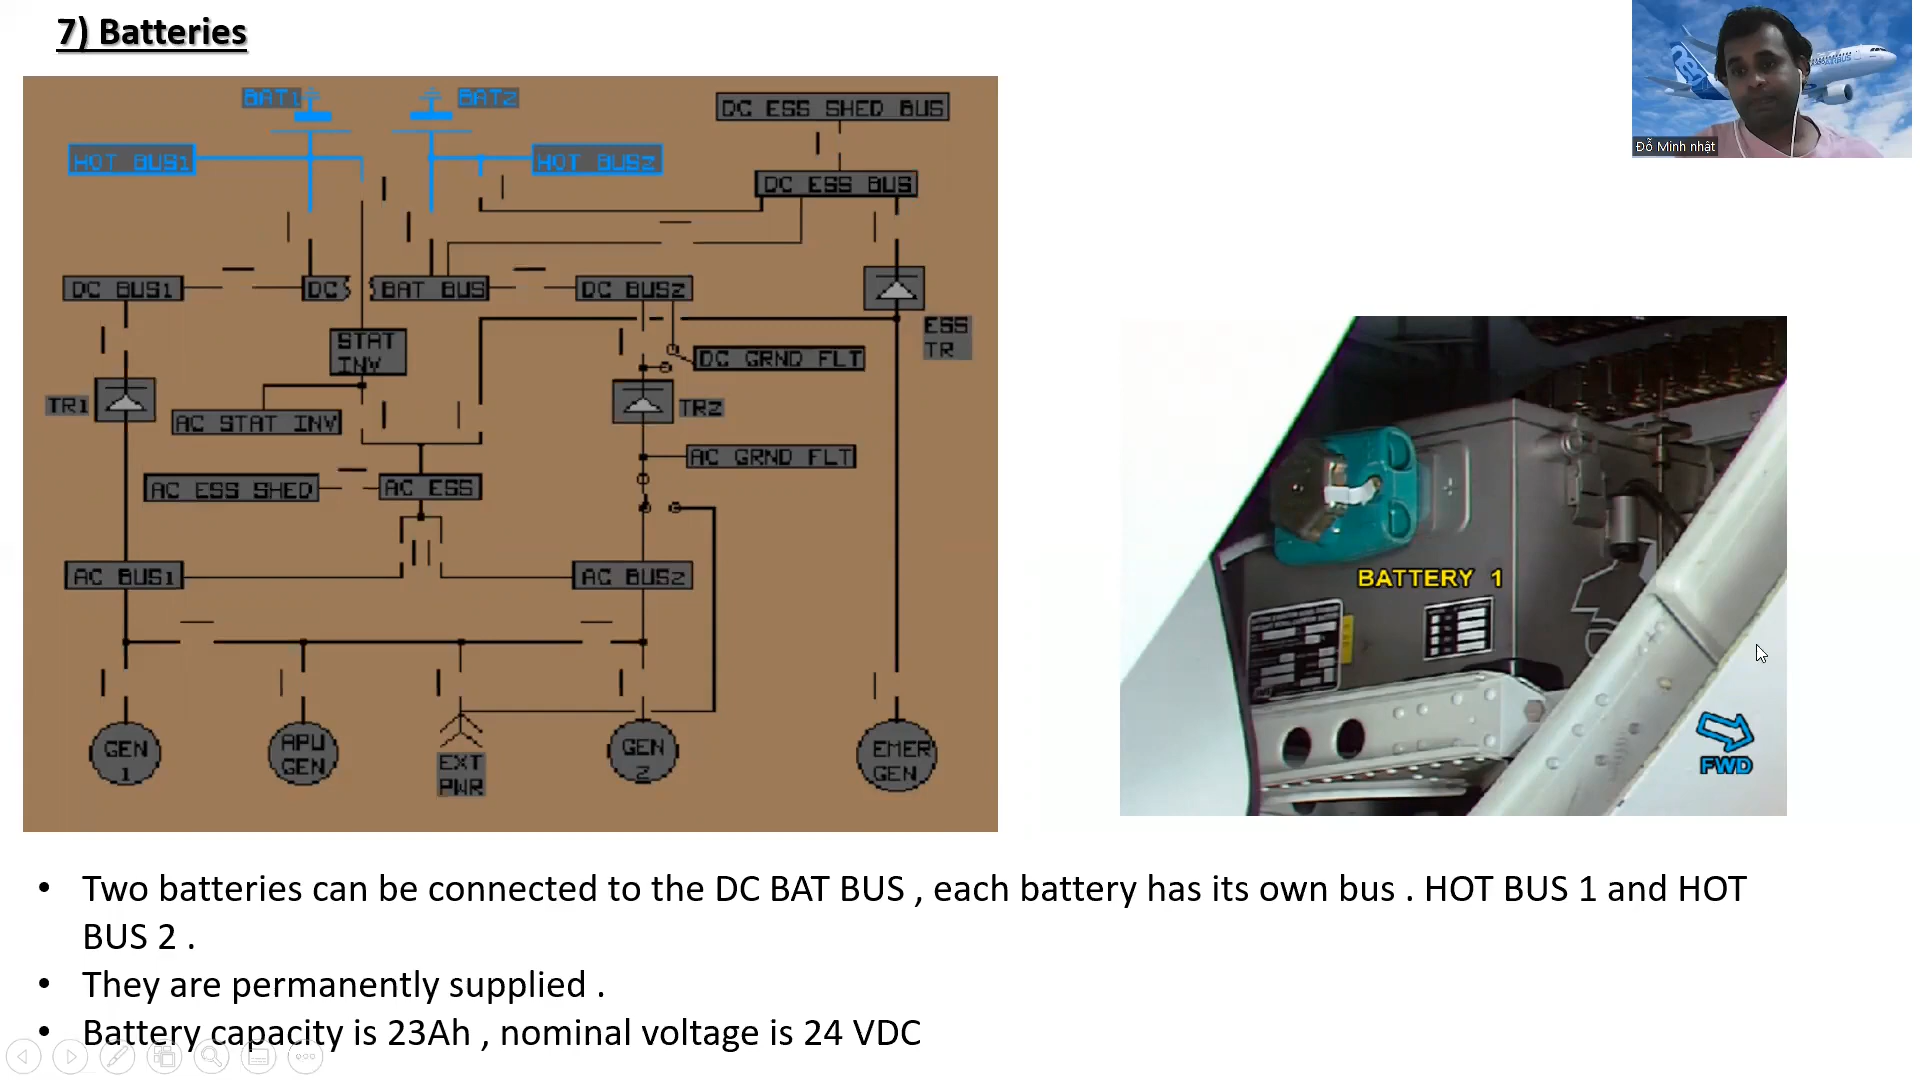 7) Batteries
BAT1
BAT2
DC ESS SHED BUS
HOT BUS1
HOT BUS2
DC ESS BUS
DC BUS1
DC
BAT BUS
DC BUS2
STAT
INV
ESS
TR
DC GRND FLT
TR1
TR2
AC STAT INV
AC GRND FLT
AC ESS SHED
AC ESS
AC BUS1
AC BUS2
GEN
1
APU
GEN
EXT
PWR
GEN
2
EMER
GEN
Đỗ Minh nhật
BATTERY 1
FWD
• Two batteries can be connected to the DC BAT BUS , each battery has its own bus . HOT BUS 1 and HOT
BUS 2 .
• They are permanently supplied .
• Battery capacity is 23Ah , nominal voltage is 24 VDC